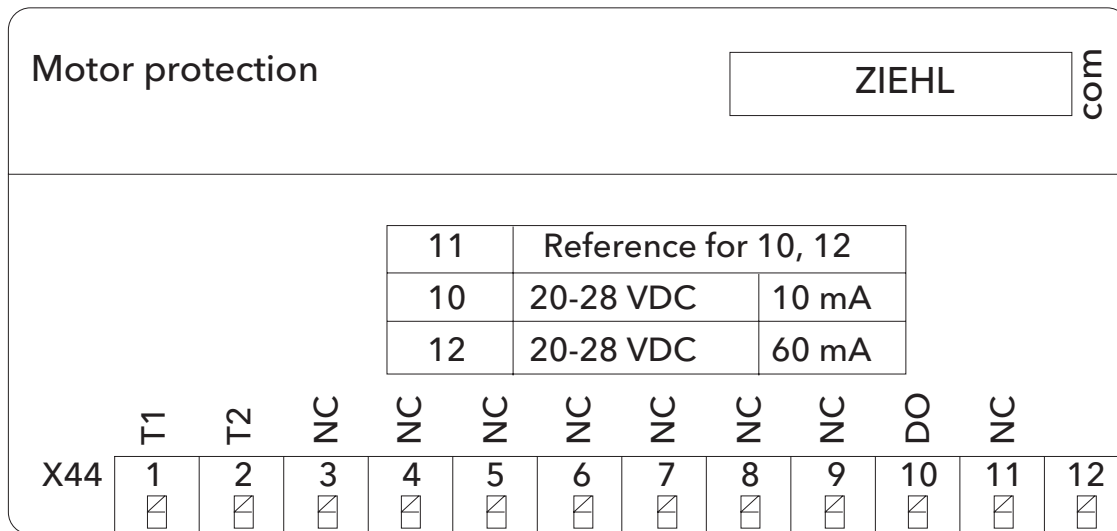 Motor protection
ZIEHL
com
11 Reference for 10, 12
10 20-28 VDC 10 mA
12 20-28 VDC 60 mA
T1 T2 NC NC NC NC NC NC NC DO NC
X44 1 2 3 4 5 6 7 8 9 10 11 12